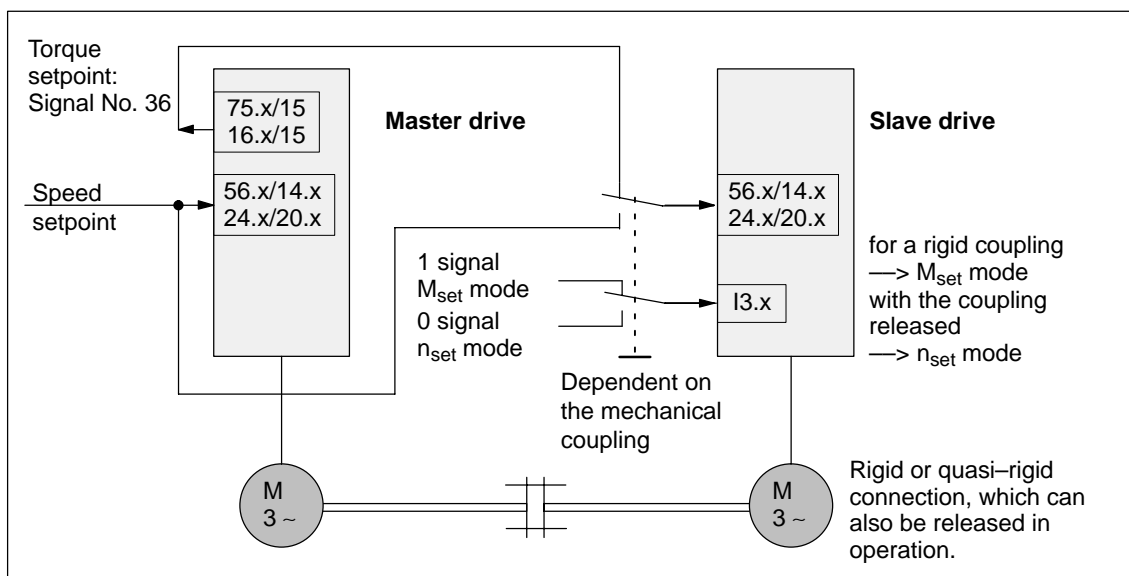 Torque
setpoint:
Signal No. 36
75.x/15
16.x/15
Master drive
Slave drive
Speed
setpoint
56.x/14.x
24.x/20.x
56.x/14.x
24.x/20.x
1 signal
Mset mode
0 signal
nset mode
I3.x
for a rigid coupling
—> Mset mode
with the coupling
released
—> nset mode
Dependent on
the mechanical
coupling
M
3 ~
M
3 ~
Rigid or quasi–rigid
connection, which can
also be released in
operation.